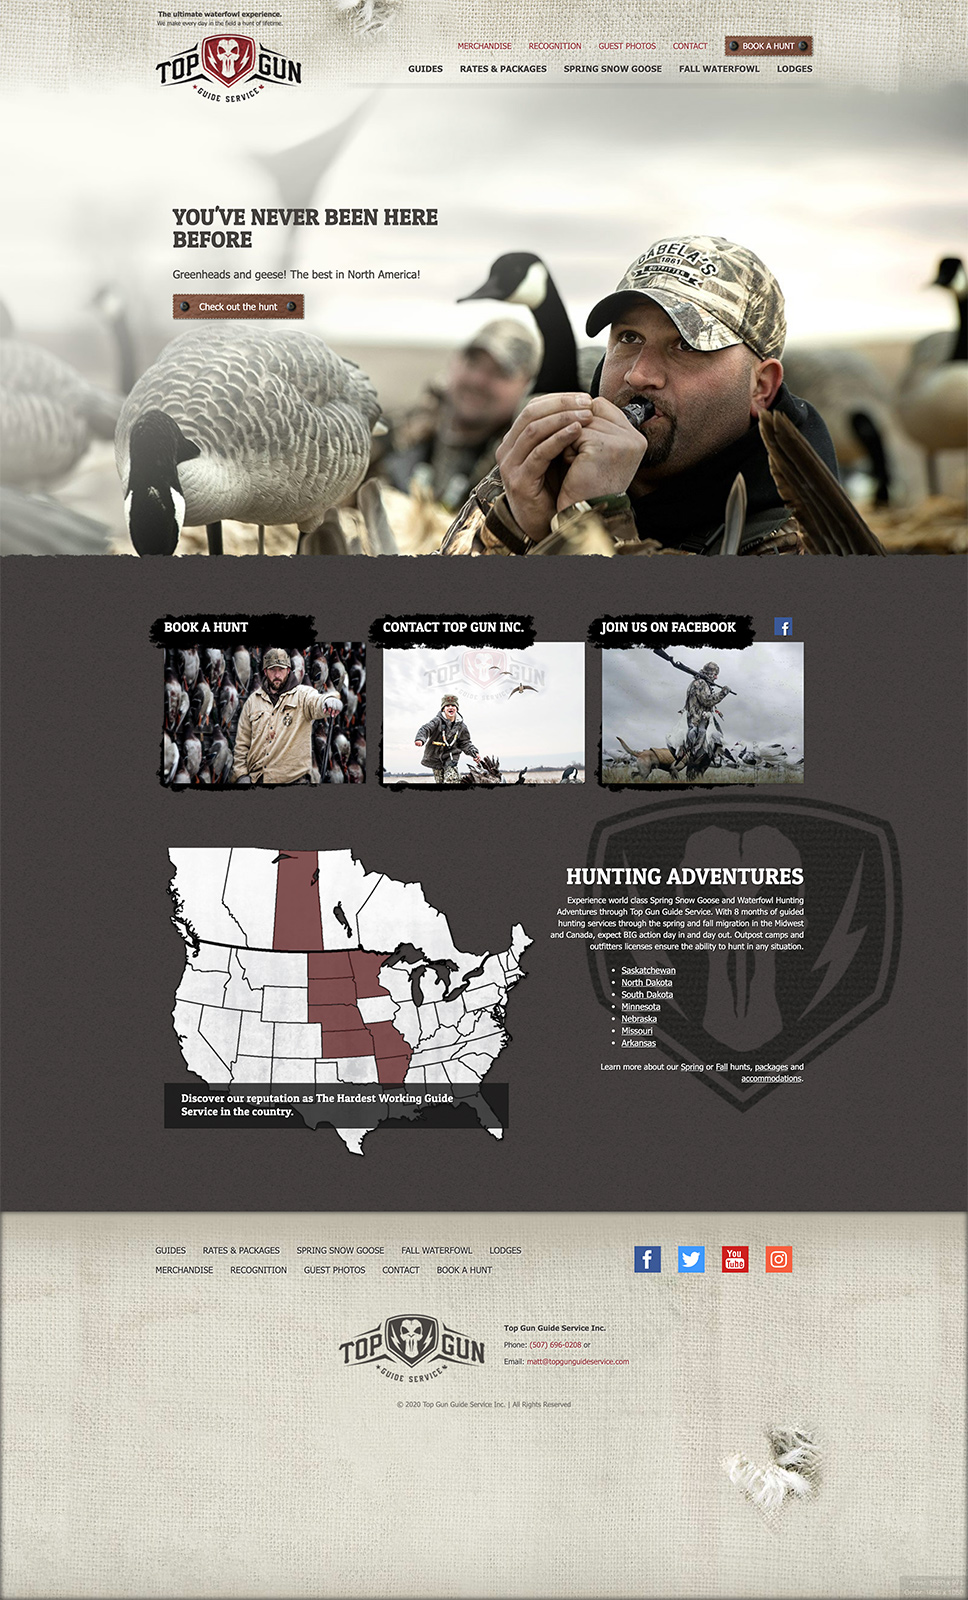 The ultimate waterfowl experience.
We make every day in the field a hunt of lifetime.
TOP GUN
GUIDE SERVICE
MERCHANDISE RECOGNITION GUEST PHOTOS CONTACT BOOK A HUNT
GUIDES RATES & PACKAGES SPRING SNOW GOOSE FALL WATERFOWL LODGES
YOU'VE NEVER BEEN HERE
BEFORE
Greenheads and geese! The best in North America!
Check out the hunt
CABELA'S
1961
OUTFITTER
BOOK A HUNT
CONTACT TOP GUN INC.
JOIN US ON FACEBOOK
f
TOP GUN
GUIDE SERVICE
HUNTING ADVENTURES
Experience world class Spring Snow Goose and Waterfowl Hunting
Adventures through Top Gun Guide Service. With 8 months of guided
hunting services through the spring and fall migration in the Midwest
and Canada, expect BIG action day in and day out. Outpost camps and
outfitters licenses ensure the ability to hunt in any situation.
Saskatchewan
North Dakota
South Dakota
Minnesota
Nebraska
Missouri
Arkansas
Learn more about our Spring or Fall hunts, packages and
accommodations.
Discover our reputation as The Hardest Working Guide
Service in the country.
GUIDES RATES & PACKAGES SPRING SNOW GOOSE FALL WATERFOWL LODGES
MERCHANDISE RECOGNITION GUEST PHOTOS CONTACT BOOK A HUNT
f
You
Tube
TOP GUN
GUIDE SERVICE
Top Gun Guide Service Inc.
Phone: (507) 696-0208 or
Email: matt@topgunguideservice.com
© 2020 Top Gun Guide Service Inc. | All Rights Reserved